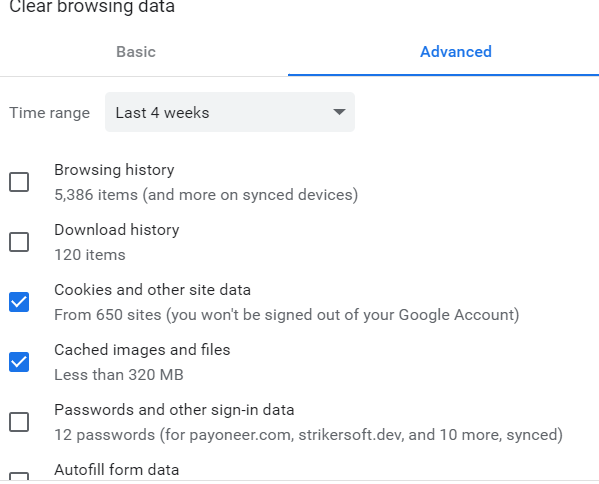 Clear browsing data
Basic
Advanced
Time range
Last 4 weeks
Browsing history
5,386 items (and more on synced devices)
Download history
120 items
Cookies and other site data
From 650 sites (you won't be signed out of your Google Account)
Cached images and files
Less than 320 MB
Passwords and other sign-in data
12 passwords (for payoneer.com, strikersoft.dev, and 10 more, synced)
Autofill form data